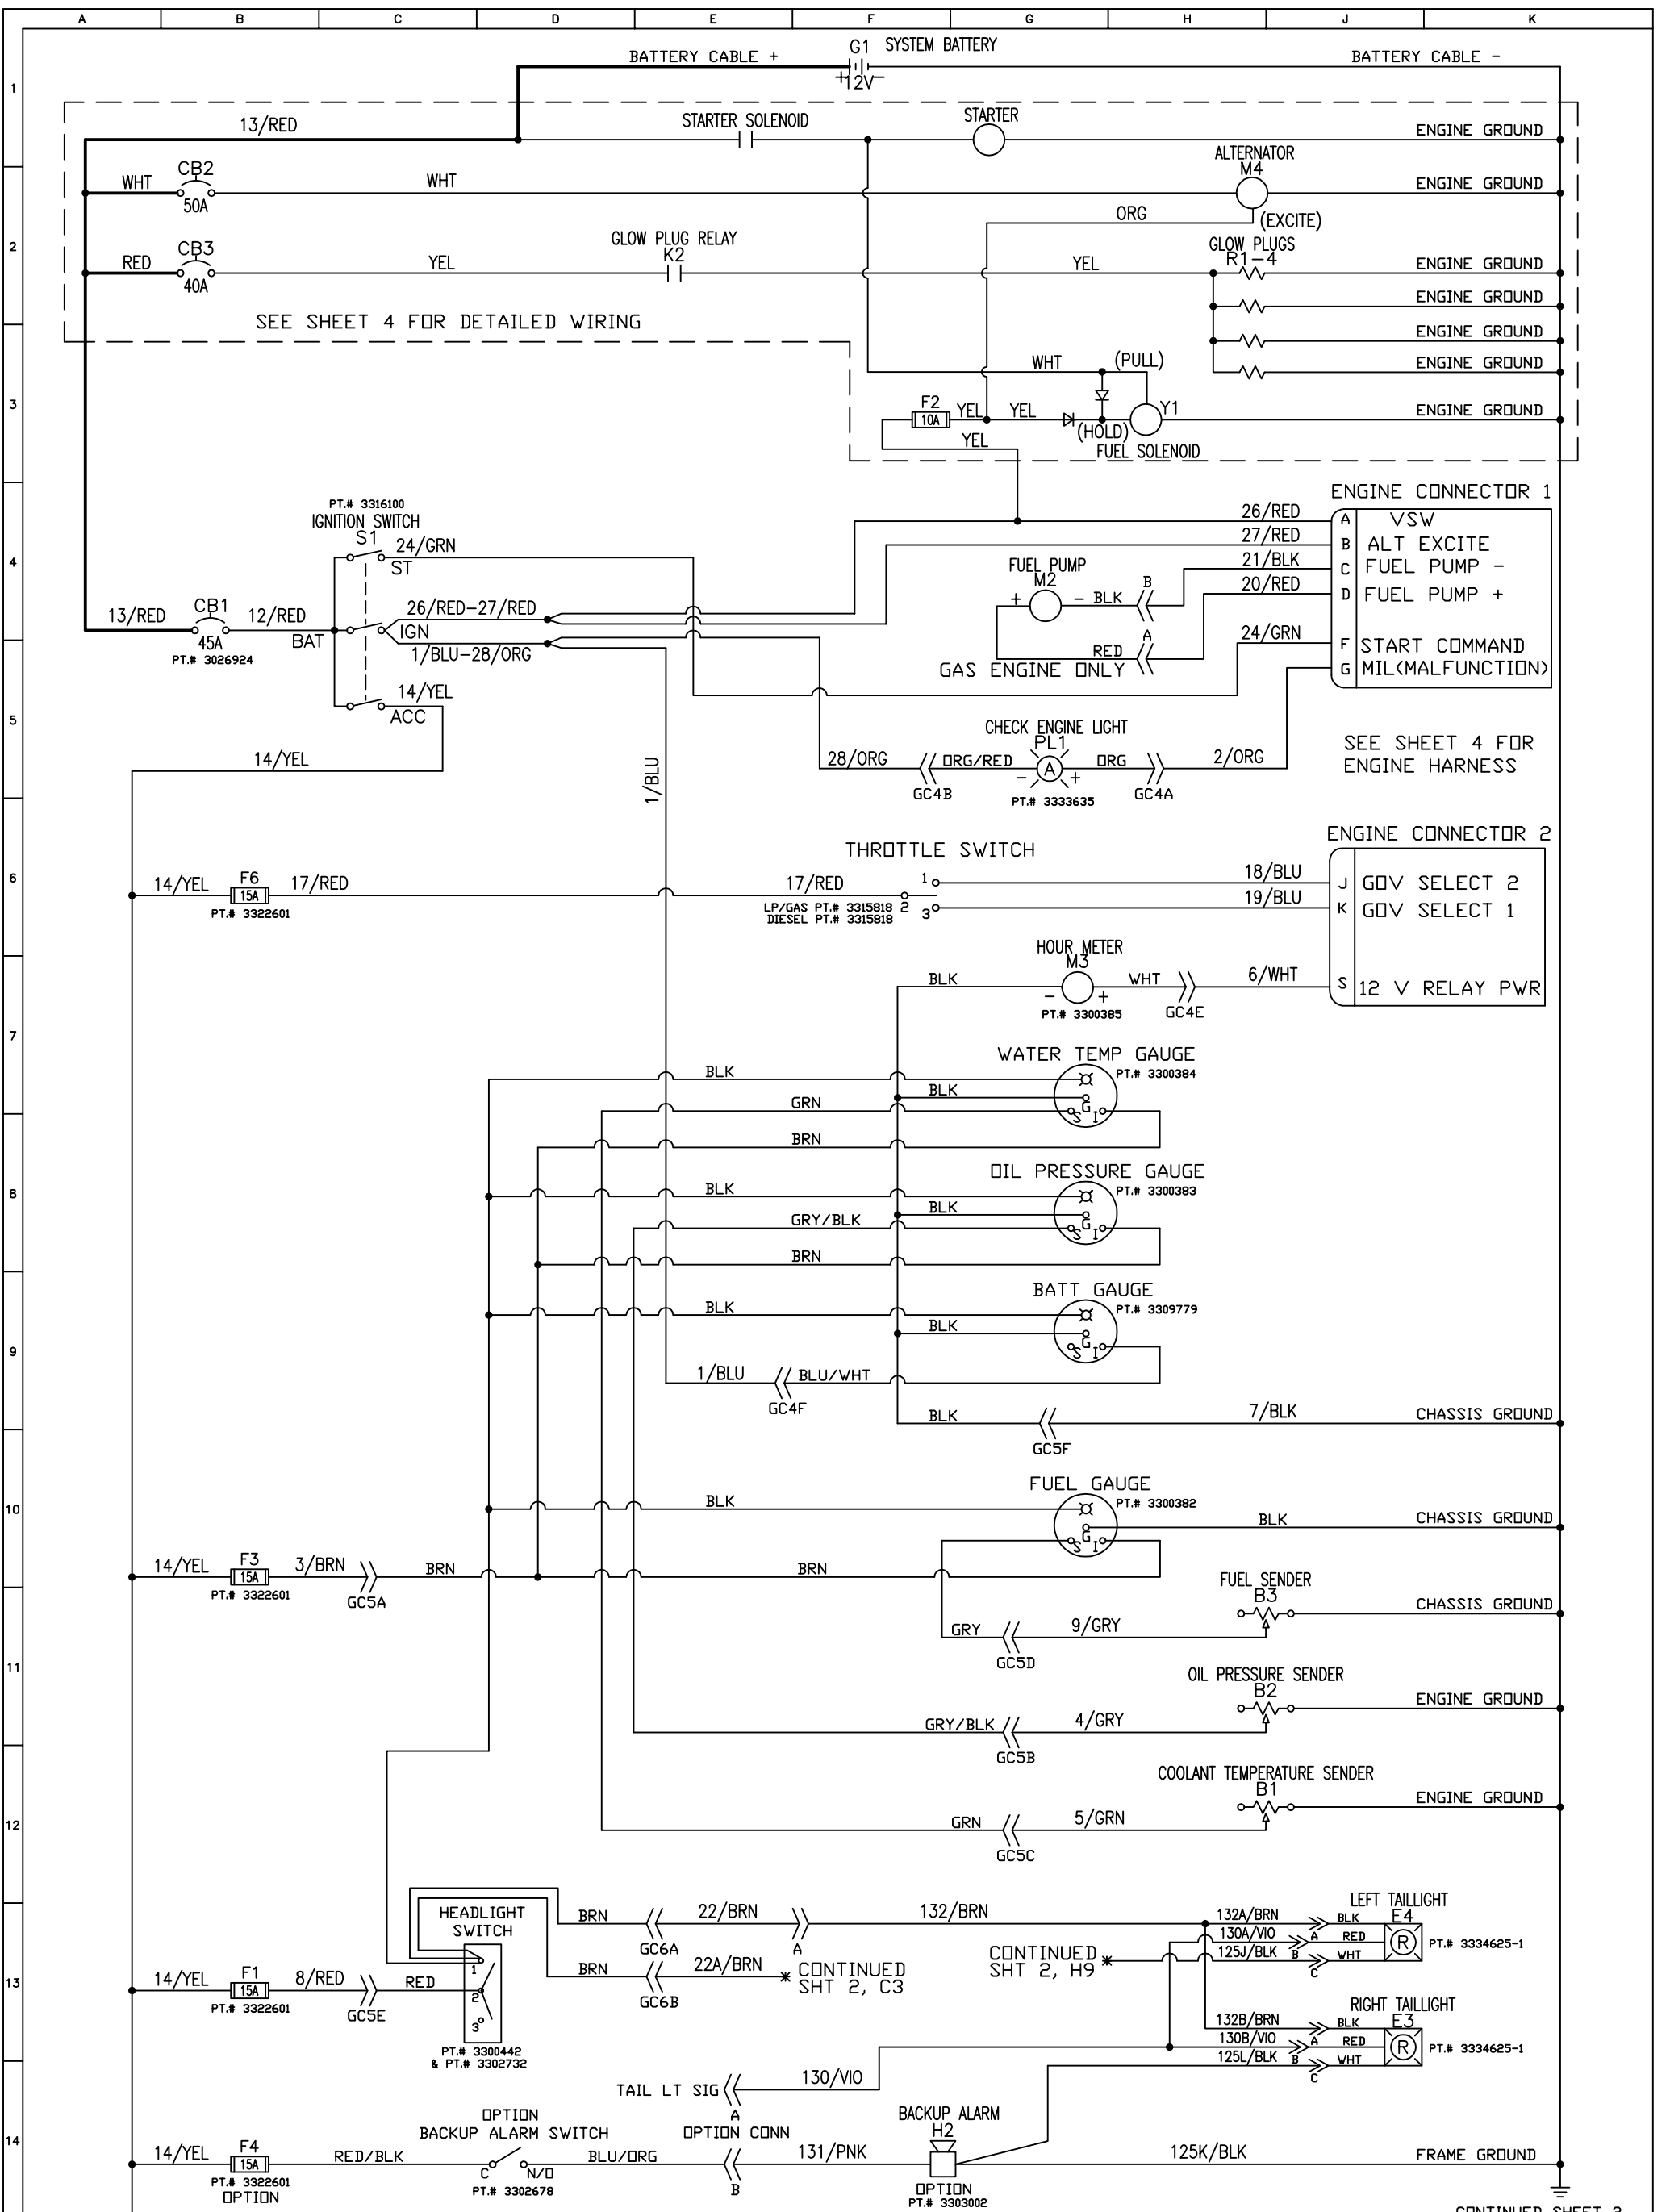 A B C D E F G H J K
BATTERY CABLE +
G1 SYSTEM BATTERY
+12V-
BATTERY CABLE -
1
13/RED
STARTER SOLENOID
STARTER
ENGINE GROUND
ALTERNATOR
M4
WHT
CB2
50A
WHT
ENGINE GROUND
ORG
(EXCITE)
2
RED
CB3
40A
YEL
GLOW PLUG RELAY
K2
YEL
GLOW PLUGS
R1-4
ENGINE GROUND
ENGINE GROUND
SEE SHEET 4 FOR DETAILED WIRING
ENGINE GROUND
ENGINE GROUND
WHT
(PULL)
3
F2
10A
YEL
YEL
(HOLD)
Y1
FUEL SOLENOID
ENGINE GROUND
YEL
PT.# 3316100
IGNITION SWITCH
S1
24/GRN
ST
ENGINE CONNECTOR 1
26/RED
A VSW
27/RED
B ALT EXCITE
4
FUEL PUMP
M2
+
- BLK
B
21/BLK
C FUEL PUMP -
20/RED
D FUEL PUMP +
13/RED
CB1
45A
PT.# 3026924
12/RED
BAT
26/RED-27/RED
IGN
1/BLU-28/ORG
RED
A
GAS ENGINE ONLY
24/GRN
F START COMMAND
G MIL(MALFUNCTION)
14/YEL
ACC
5
14/YEL
1/BLU
CHECK ENGINE LIGHT
PL1
28/ORG
GC4B
ORG/RED
- A +
PT.# 3333635
ORG
GC4A
2/ORG
SEE SHEET 4 FOR
ENGINE HARNESS
ENGINE CONNECTOR 2
THROTTLE SWITCH
6
14/YEL
F6
15A
PT.# 3322601
17/RED
17/RED
LP/GAS PT.# 3315818
DIESEL PT.# 3315818
1
2
3
18/BLU
J GOV SELECT 2
19/BLU
K GOV SELECT 1
HOUR METER
M3
BLK
- +
PT.# 3300385
WHT
GC4E
6/WHT
S 12 V RELAY PWR
7
WATER TEMP GAUGE
PT.# 3300384
BLK
BLK
GRN
G
S I
BRN
OIL PRESSURE GAUGE
PT.# 3300383
8
BLK
BLK
GRY/BLK
G
S I
BRN
BATT GAUGE
PT.# 3309779
BLK
BLK
9
G
S I
1/BLU
GC4F
BLU/WHT
BLK
GC5F
7/BLK
CHASSIS GROUND
FUEL GAUGE
PT.# 3300382
10
BLK
G
S I
BLK
CHASSIS GROUND
14/YEL
F3
15A
PT.# 3322601
3/BRN
GC5A
BRN
BRN
FUEL SENDER
B3
CHASSIS GROUND
GRY
GC5D
9/GRY
11
OIL PRESSURE SENDER
B2
ENGINE GROUND
GRY/BLK
GC5B
4/GRY
COOLANT TEMPERATURE SENDER
B1
ENGINE GROUND
12
GRN
GC5C
5/GRN
HEADLIGHT
SWITCH
BRN
GC6A
22/BRN
A
132/BRN
132A/BRN
BLK
LEFT TAILLIGHT
E4
130A/VIO
A
RED
R
PT.# 3334625-1
125J/BLK
B
WHT
C
CONTINUED
SHT 2, H9
BRN
GC6B
22A/BRN
CONTINUED
SHT 2, C3
13
14/YEL
F1
15A
PT.# 3322601
8/RED
GC5E
RED
1
2
3
PT.# 3300442
& PT.# 3302732
132B/BRN
BLK
RIGHT TAILLIGHT
E3
130B/VIO
A
RED
R
PT.# 3334625-1
125L/BLK
B
WHT
C
TAIL LT SIG
A
130/VIO
OPTION
BACKUP ALARM SWITCH
OPTION CONN
BACKUP ALARM
H2
14
14/YEL
F4
15A
PT.# 3322601
OPTION
RED/BLK
C N/O
PT.# 3302678
BLU/ORG
B
131/PNK
OPTION
PT.# 3303002
125K/BLK
FRAME GROUND